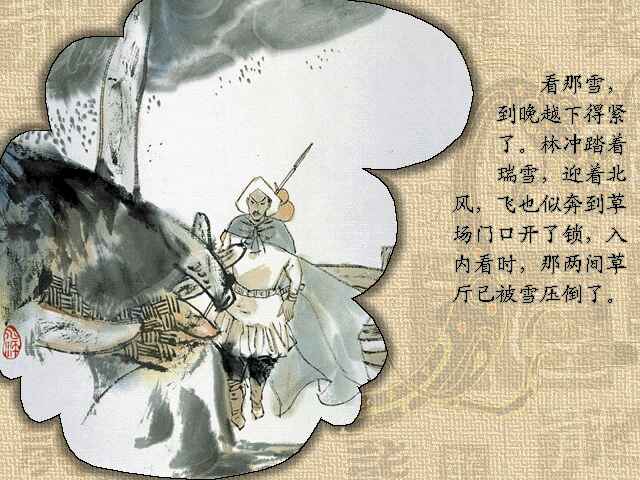 看那雪，
到晚越下得紧
了。林冲踏着
瑞雪，迎着北
风，飞也似奔到草
场门口开了锁，入
内看时，那两间草
厅已被雪压倒了。